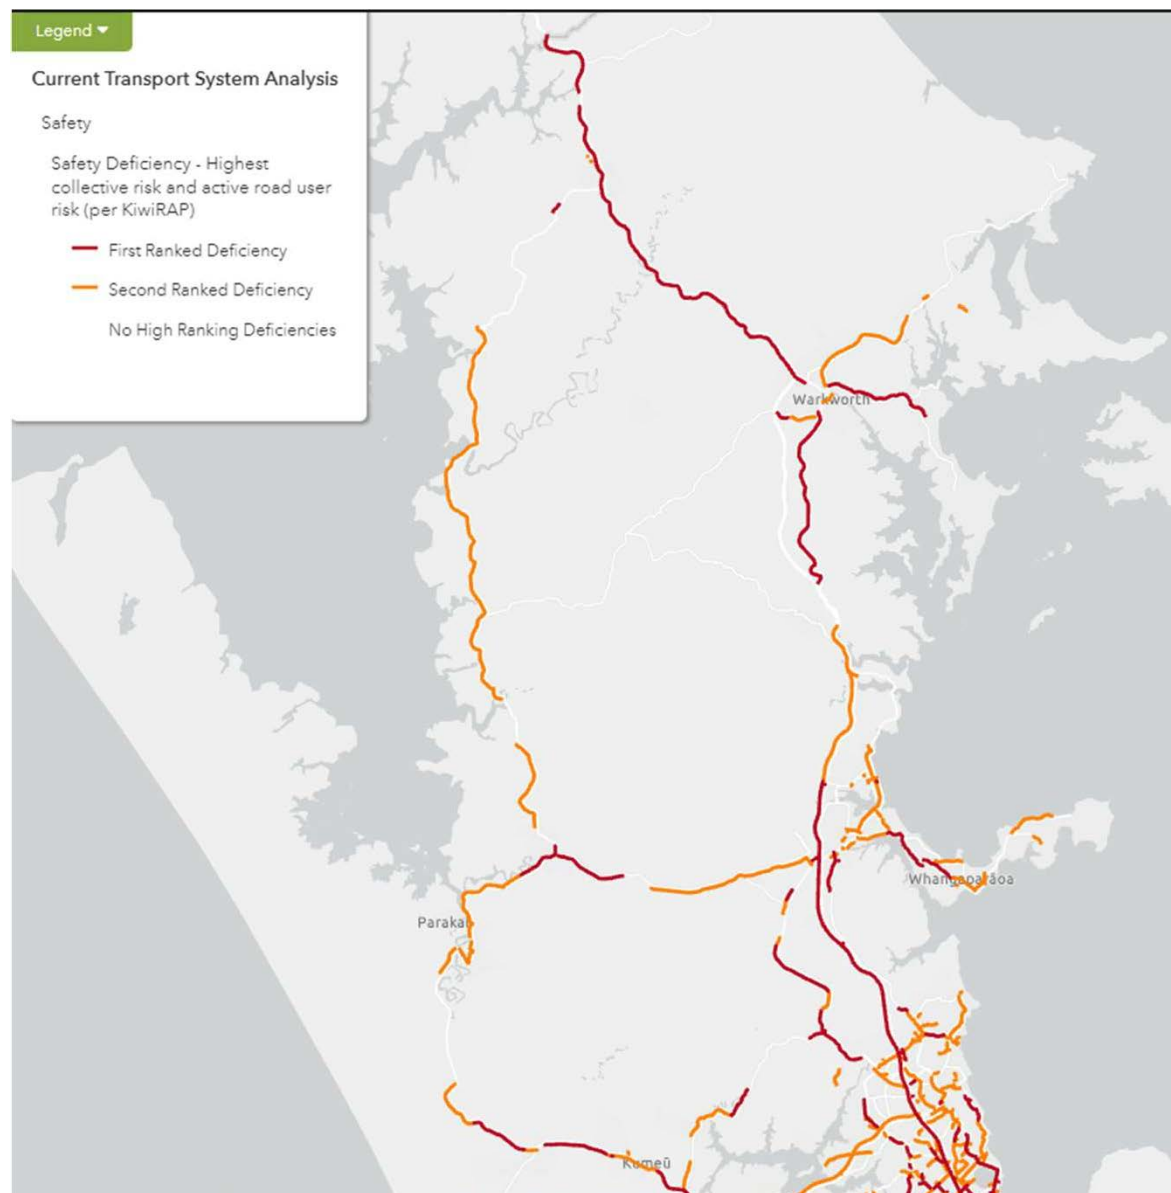 Legend
Current Transport System Analysis
Safety
Safety Deficiency - Highest
collective risk and active road user
risk (per KiwiRAP)
First Ranked Deficiency
Second Ranked Deficiency
No High Ranking Deficiencies
Warkworth
Whangaparāoa
Parakai
Kumeū